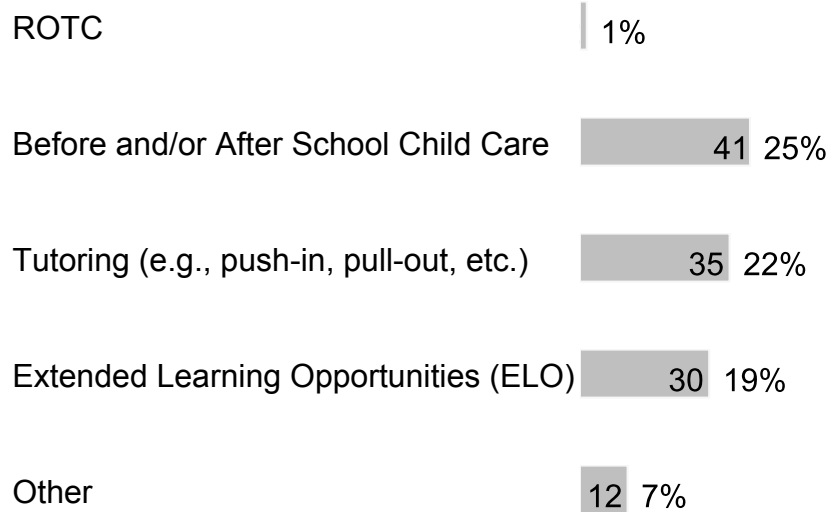 ROTC 1%
Before and/or After School Child Care 41 25%
Tutoring (e.g., push-in, pull-out, etc.) 35 22%
Extended Learning Opportunities (ELO) 30 19%
Other 12 7%